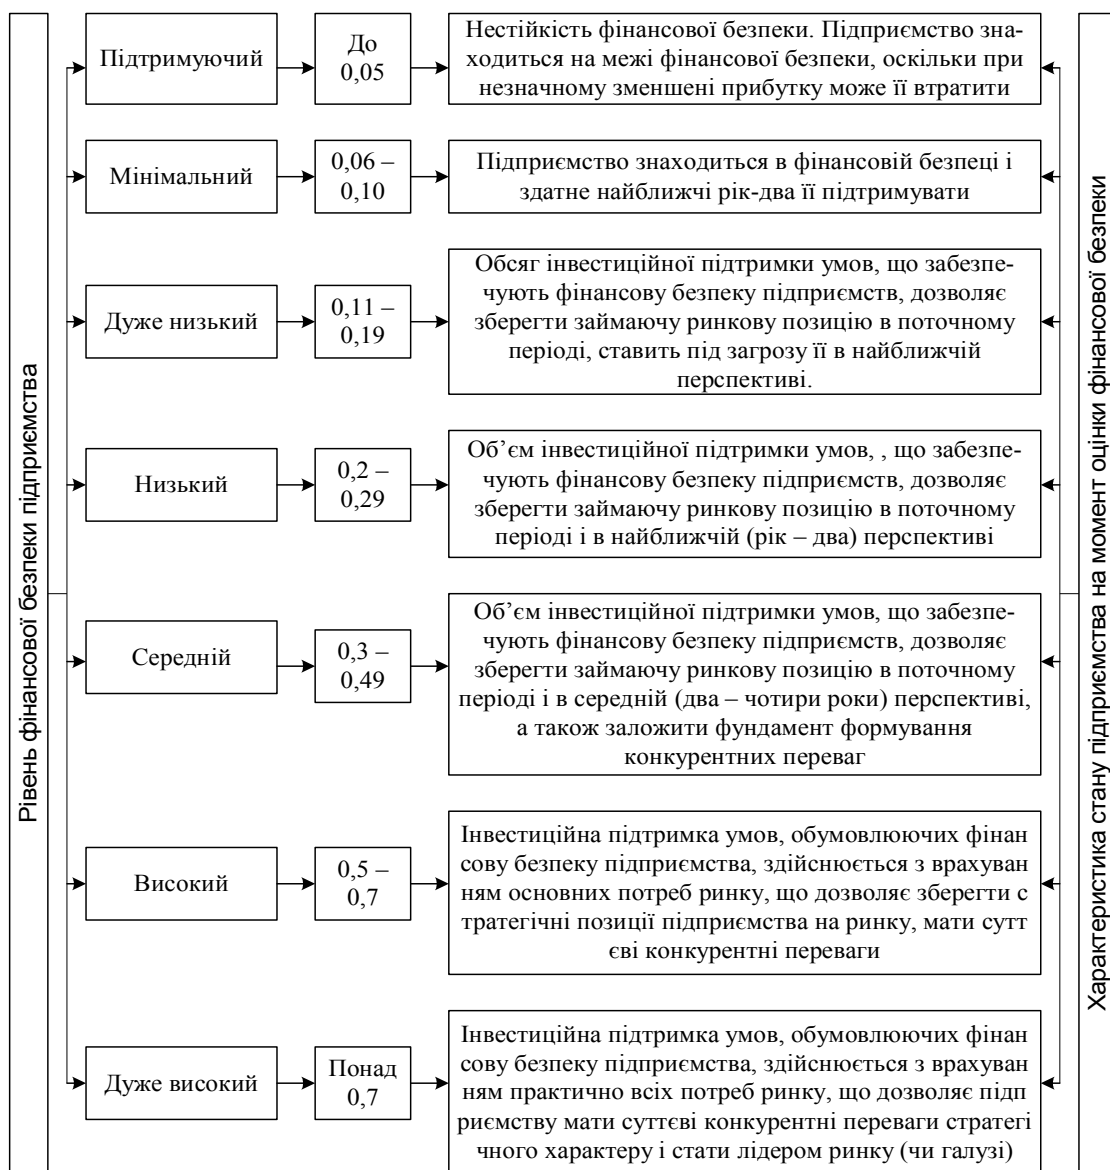 Рівень фінансової безпеки підприємства
Підтримуючий
До
0,05
Нестійкість фінансової безпеки. Підприємство зна-
ходиться на межі фінансової безпеки, оскільки при
незначному зменшені прибутку може її втратити
Мінімальний
0,06 –
0,10
Підприємство знаходиться в фінансовій безпеці і
здатне найближчі рік-два її підтримувати
Дуже низький
0,11 –
0,19
Обсяг інвестиційної підтримки умов, що забезпе-
чують фінансову безпеку підприємств, дозволяє
зберегти займаючу ринкову позицію в поточному
періоді, ставить під загрозу її в найближчій
перспективі.
Низький
0,2 –
0,29
Об’єм інвестиційної підтримки умов, , що забезпе-
чують фінансову безпеку підприємств, дозволяє
зберегти займаючу ринкову позицію в поточному
періоді і в найближчій (рік – два) перспективі
Середній
0,3 –
0,49
Об’єм інвестиційної підтримки умов, що забезпе-
чують фінансову безпеку підприємств, дозволяє
зберегти займаючу ринкову позицію в поточному
періоді і в середній (два – чотири роки) перспективі,
а також заложити фундамент формування
конкурентних переваг
Високий
0,5 –
0,7
Інвестиційна підтримка умов, обумовлюючих фінан
сову безпеку підприємства, здійснюється з врахуван
ням основних потреб ринку, що дозволяє зберегти с
тратегічні позиції підприємства на ринку, мати сутт
єві конкурентні переваги
Дуже високий
Понад
0,7
Інвестиційна підтримка умов, обумовлюючих фінан
сову безпеку підприємства, здійснюється з врахуван
ням практично всіх потреб ринку, що дозволяє підп
риємству мати суттєві конкурентні переваги стратегі
чного характеру і стати лідером ринку (чи галузі)
Характеристика стану підприємства на момент оцінки фінансової безпеки